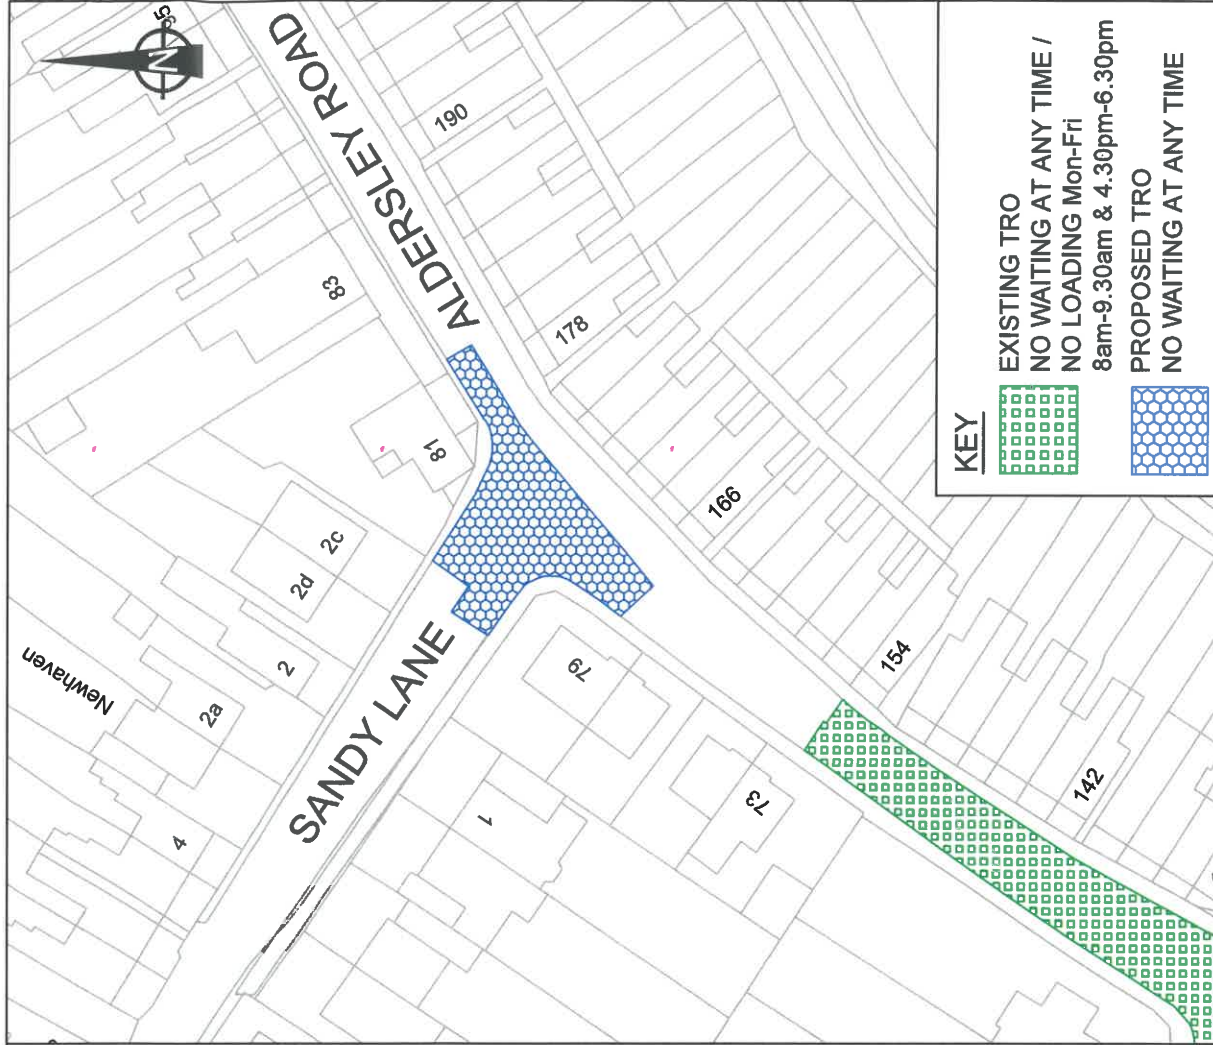 ALDERSLEY ROAD
SANDY LANE
Newhaven
N
95
190
83
178
81
2c
2d
2
2a
4
166
79
154
1
73
142
KEY
EXISTING TRO
NO WAITING AT ANY TIME /
NO LOADING Mon-Fri
8am-9.30am & 4.30pm-6.30pm
PROPOSED TRO
NO WAITING AT ANY TIME